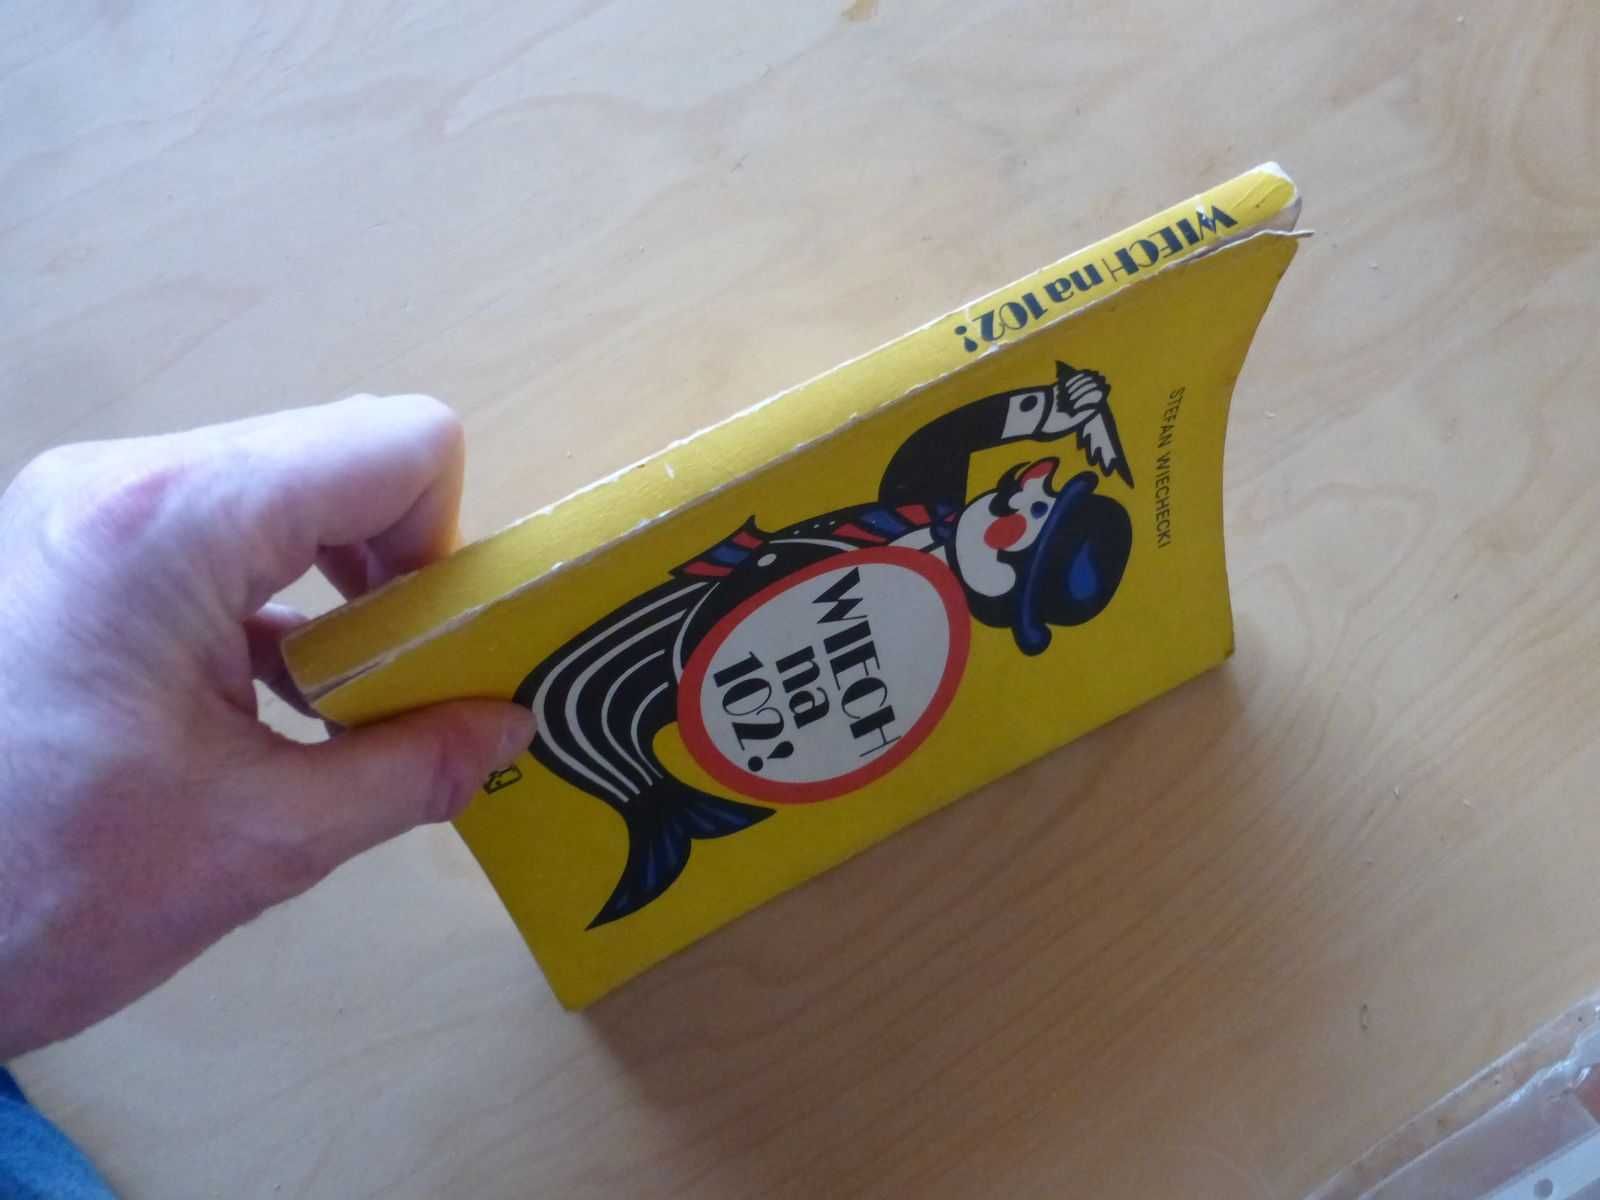 WIECH na 102!
STEFAN WIECHECKI
WIECH
na
102!